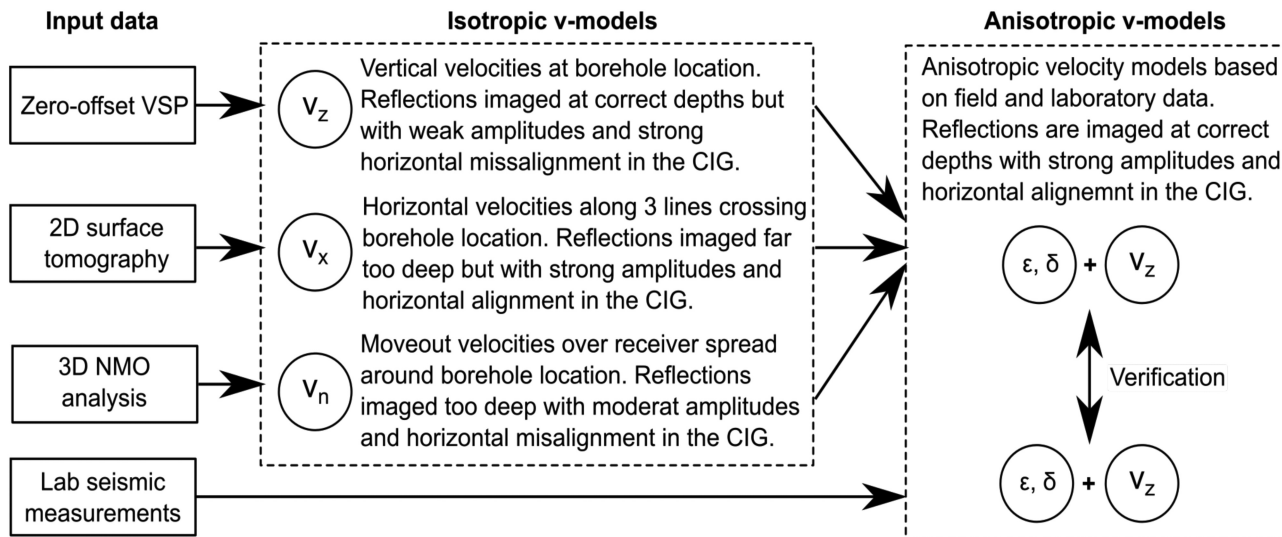 Input data
Isotropic v-models
Anisotropic v-models
Zero-offset VSP
Vz
Vertical velocities at borehole location.
Reflections imaged at correct depths but
with weak amplitudes and strong
horizontal missalignment in the CIG.
2D surface
tomography
Vx
Horizontal velocities along 3 lines crossing
borehole location. Reflections imaged far
too deep but with strong amplitudes and
horizontal alignment in the CIG.
3D NMO
analysis
Vn
Moveout velocities over receiver spread
around borehole location. Reflections
imaged too deep with moderat amplitudes
and horizontal misalignment in the CIG.
Lab seismic
measurements
Anisotropic velocity models based
on field and laboratory data.
Reflections are imaged at correct
depths with strong amplitudes and
horizontal alignemnt in the CIG.
ε, δ + Vz
Verification
ε, δ + Vz